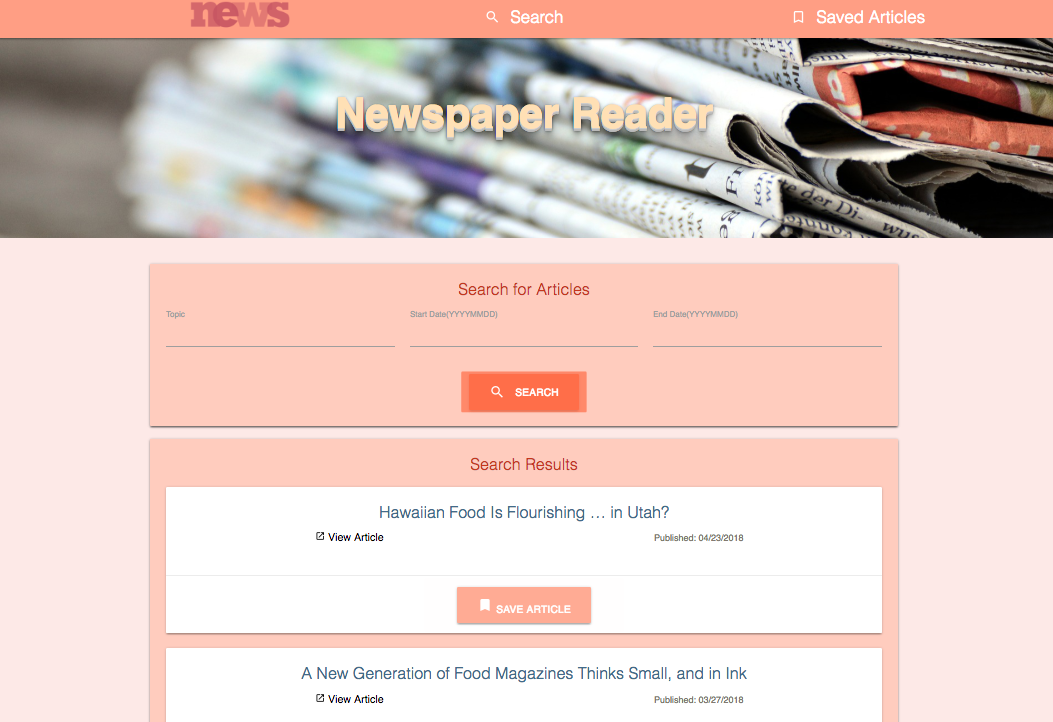 news
Search
Saved Articles
Newspaper Reader
Search for Articles
Topic
Start Date(YYYYMMDD)
End Date(YYYYMMDD)
SEARCH
Search Results
Hawaiian Food Is Flourishing … in Utah?
View Article
Published: 04/23/2018
SAVE ARTICLE
A New Generation of Food Magazines Thinks Small, and in Ink
View Article
Published: 03/27/2018